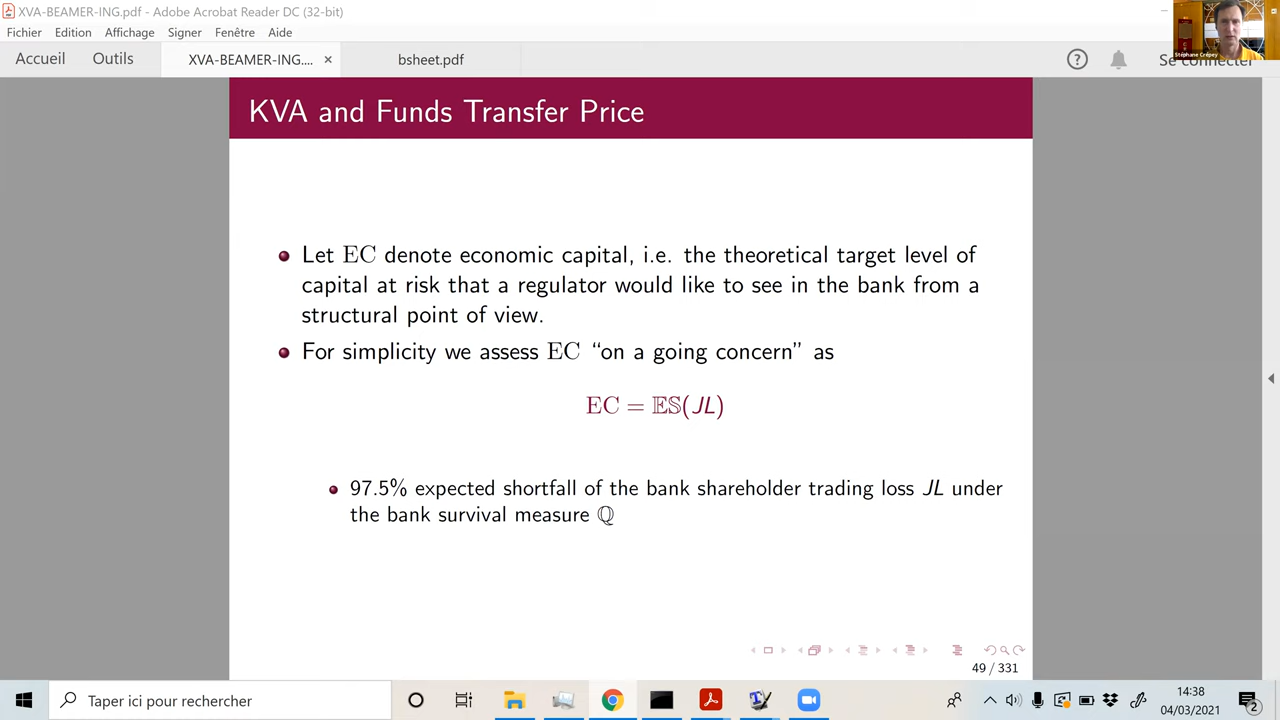 XVA-BEAMER-ING.pdf - Adobe Acrobat Reader DC (32-bit)
Fichier Edition Affichage Signer Fenêtre Aide
Accueil Outils XVA-BEAMER-ING.... × bsheet.pdf Se connecter
Stéphane Crépey
KVA and Funds Transfer Price
Let EC denote economic capital, i.e. the theoretical target level of
capital at risk that a regulator would like to see in the bank from a
structural point of view.
For simplicity we assess EC “on a going concern” as
EC = 𝔼𝕊(JL)
97.5% expected shortfall of the bank shareholder trading loss JL under
the bank survival measure ℚ
49 / 331
Taper ici pour rechercher
14:38
04/03/2021
2